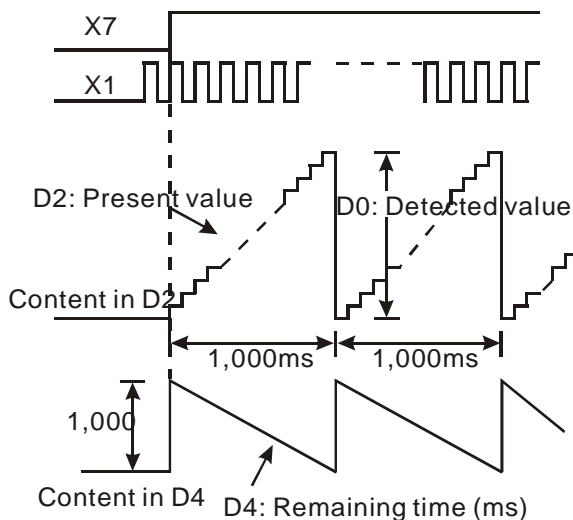 X7
X1
D2: Present value
D0: Detected value
Content in D2
1,000ms
1,000ms
1,000
Content in D4
D4: Remaining time (ms)